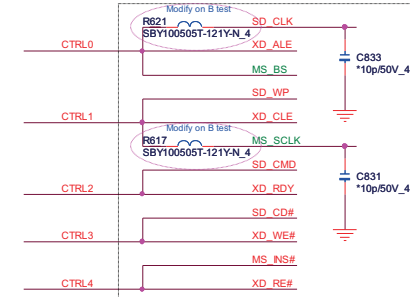 Modify on B test
R621
SBY100505T-121Y-N_4
SD_CLK
CTRL0
XD_ALE
MS_BS
C833
*10p/50V_4
SD_WP
CTRL1
XD_CLE
Modify on B test
R617
SBY100505T-121Y-N_4
MS_SCLK
SD_CMD
CTRL2
XD_RDY
C831
*10p/50V_4
SD_CD#
CTRL3
XD_WE#
MS_INS#
CTRL4
XD_RE#